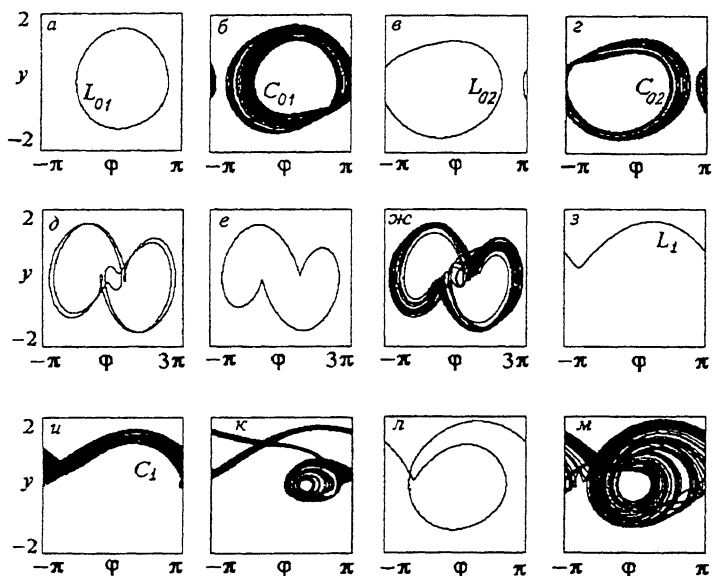 2 а б в г
y L₀₁ C₀₁ L₀₂ C₀₂
−2
−π φ π −π φ π −π φ π −π φ π
2 д е ж з
y L₁
−2
−π φ 3π −π φ 3π −π φ 3π −π φ π
2 и к л м
y C₁
−2
−π φ π −π φ π −π φ π −π φ π